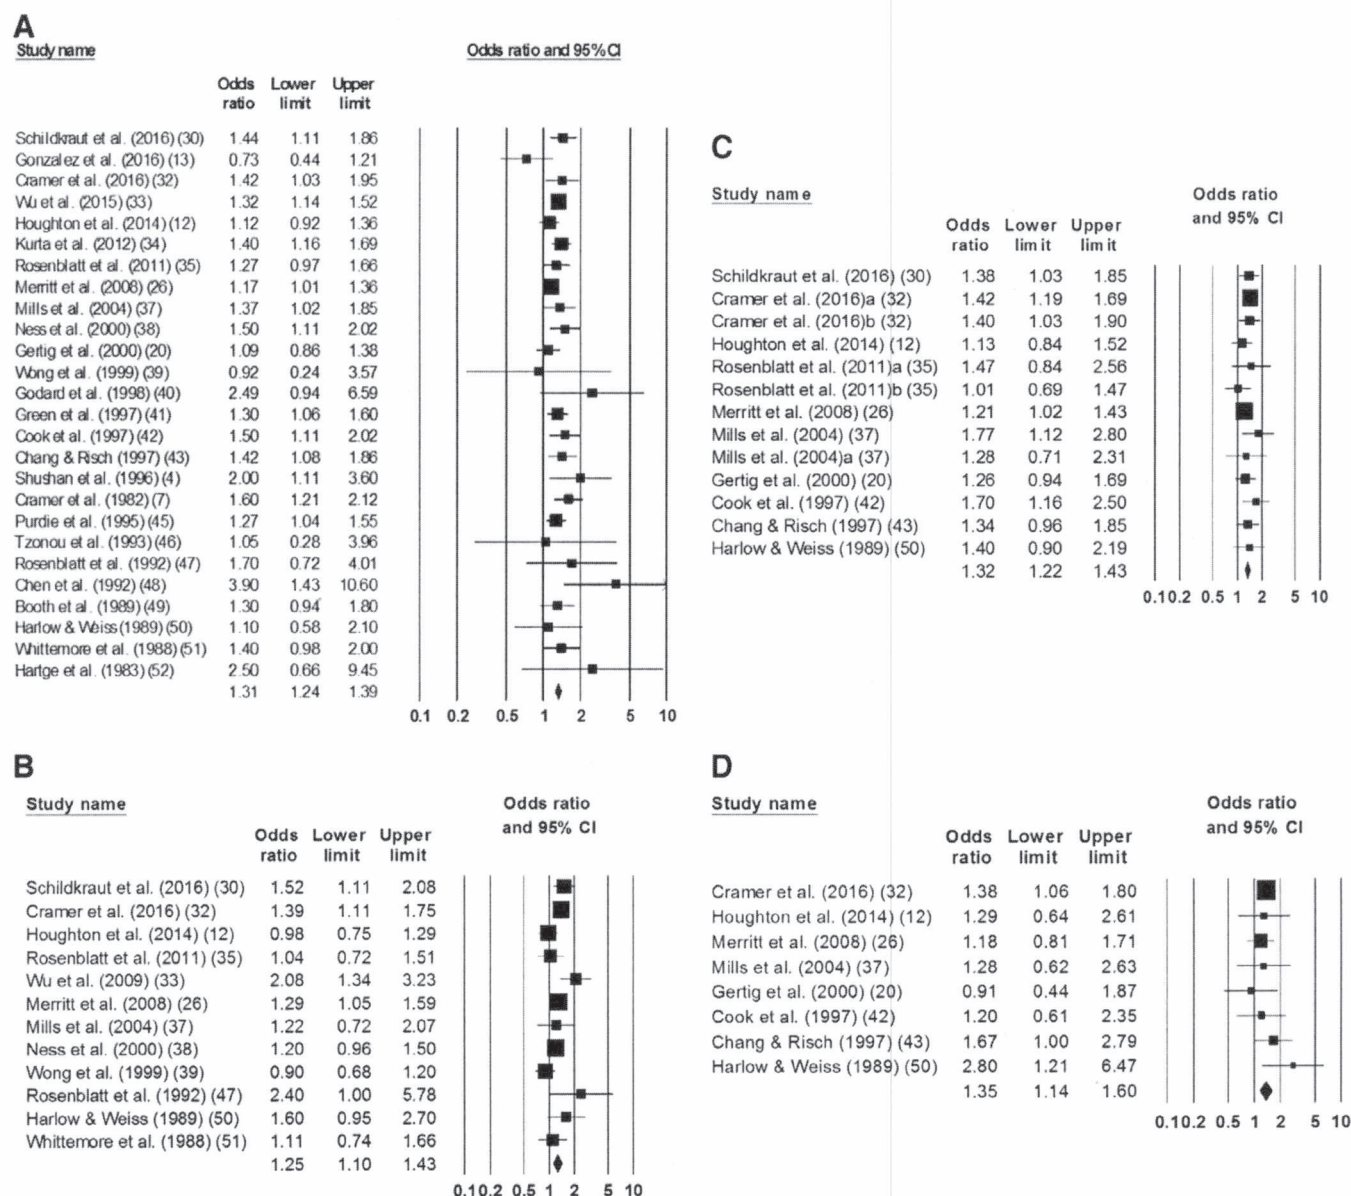 A
Study name Odds ratio and 95%CI
Odds Lower Upper
ratio limit limit
Schildkraut et al. (2016) (30) 1.44 1.11 1.86
Gonzalez et al. (2016) (13) 0.73 0.44 1.21
Cramer et al. (2016) (32) 1.42 1.03 1.95
Wu et al. (2015) (33) 1.32 1.14 1.52
Houghton et al. (2014) (12) 1.12 0.92 1.36
Kurta et al. (2012) (34) 1.40 1.16 1.69
Rosenblatt et al. (2011) (35) 1.27 0.97 1.66
Merritt et al. (2008) (26) 1.17 1.01 1.36
Mills et al. (2004) (37) 1.37 1.02 1.85
Ness et al. (2000) (38) 1.50 1.11 2.02
Gertig et al. (2000) (20) 1.09 0.86 1.38
Wong et al. (1999) (39) 0.92 0.24 3.57
Godard et al. (1998) (40) 2.49 0.94 6.59
Green et al. (1997) (41) 1.30 1.06 1.60
Cook et al. (1997) (42) 1.50 1.11 2.02
Chang & Risch (1997) (43) 1.42 1.08 1.86
Shushan et al. (1996) (4) 2.00 1.11 3.60
Cramer et al. (1982) (7) 1.60 1.21 2.12
Purdie et al. (1995) (45) 1.27 1.04 1.55
Tzonou et al. (1993) (46) 1.05 0.28 3.96
Rosenblatt et al. (1992) (47) 1.70 0.72 4.01
Chen et al. (1992) (48) 3.90 1.43 10.60
Booth et al. (1989) (49) 1.30 0.94 1.80
Harlow & Weiss (1989) (50) 1.10 0.58 2.10
Whittemore et al. (1988) (51) 1.40 0.98 2.00
Hartge et al. (1983) (52) 2.50 0.66 9.45
1.31 1.24 1.39
0.1 0.2 0.5 1 2 5 10
B
Study name Odds ratio
and 95% CI
Odds Lower Upper
ratio limit limit
Schildkraut et al. (2016) (30) 1.52 1.11 2.08
Cramer et al. (2016) (32) 1.39 1.11 1.75
Houghton et al. (2014) (12) 0.98 0.75 1.29
Rosenblatt et al. (2011) (35) 1.04 0.72 1.51
Wu et al. (2009) (33) 2.08 1.34 3.23
Merritt et al. (2008) (26) 1.29 1.05 1.59
Mills et al. (2004) (37) 1.22 0.72 2.07
Ness et al. (2000) (38) 1.20 0.96 1.50
Wong et al. (1999) (39) 0.90 0.68 1.20
Rosenblatt et al. (1992) (47) 2.40 1.00 5.78
Harlow & Weiss (1989) (50) 1.60 0.95 2.70
Whittemore et al. (1988) (51) 1.11 0.74 1.66
1.25 1.10 1.43
0.1 0.2 0.5 1 2 5 10
C
Study name Odds ratio
and 95% CI
Odds Lower Upper
ratio limit limit
Schildkraut et al. (2016) (30) 1.38 1.03 1.85
Cramer et al. (2016)a (32) 1.42 1.19 1.69
Cramer et al. (2016)b (32) 1.40 1.03 1.90
Houghton et al. (2014) (12) 1.13 0.84 1.52
Rosenblatt et al. (2011)a (35) 1.47 0.84 2.56
Rosenblatt et al. (2011)b (35) 1.01 0.69 1.47
Merritt et al. (2008) (26) 1.21 1.02 1.43
Mills et al. (2004) (37) 1.77 1.12 2.80
Mills et al. (2004)a (37) 1.28 0.71 2.31
Gertig et al. (2000) (20) 1.26 0.94 1.69
Cook et al. (1997) (42) 1.70 1.16 2.50
Chang & Risch (1997) (43) 1.34 0.96 1.85
Harlow & Weiss (1989) (50) 1.40 0.90 2.19
1.32 1.22 1.43
0.1 0.2 0.5 1 2 5 10
D
Study name Odds ratio
and 95% CI
Odds Lower Upper
ratio limit limit
Cramer et al. (2016) (32) 1.38 1.06 1.80
Houghton et al. (2014) (12) 1.29 0.64 2.61
Merritt et al. (2008) (26) 1.18 0.81 1.71
Mills et al. (2004) (37) 1.28 0.62 2.63
Gertig et al. (2000) (20) 0.91 0.44 1.87
Cook et al. (1997) (42) 1.20 0.61 2.35
Chang & Risch (1997) (43) 1.67 1.00 2.79
Harlow & Weiss (1989) (50) 2.80 1.21 6.47
1.35 1.14 1.60
0.1 0.2 0.5 1 2 5 10